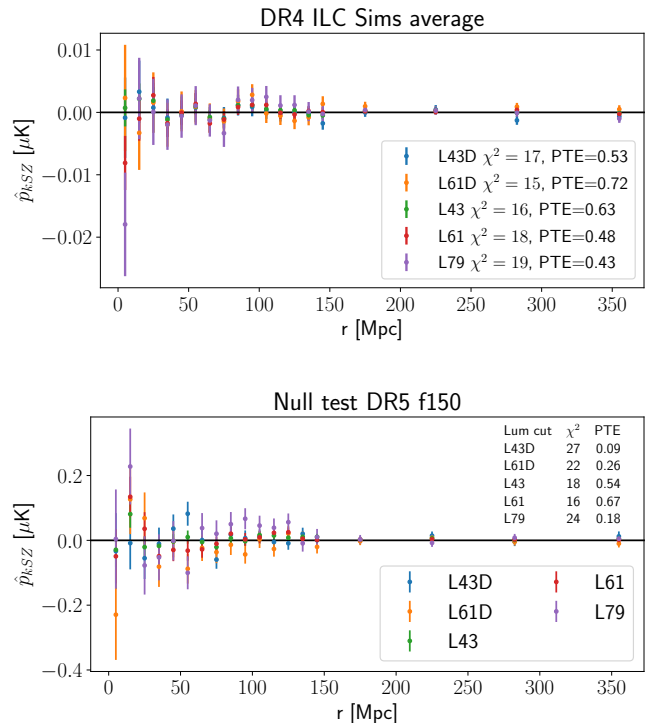 DR4 ILC Sims average
0.01
0.00
−0.01
−0.02
p̂_kSZ [μK]
L43D χ² = 17, PTE=0.53
L61D χ² = 15, PTE=0.72
L43 χ² = 16, PTE=0.63
L61 χ² = 18, PTE=0.48
L79 χ² = 19, PTE=0.43
0 50 100 150 200 250 300 350
r [Mpc]
Null test DR5 f150
0.2
0.0
−0.2
−0.4
p̂_kSZ [μK]
Lum cut χ² PTE
L43D 27 0.09
L61D 22 0.26
L43 18 0.54
L61 16 0.67
L79 24 0.18
L43D L61
L61D L79
L43
0 50 100 150 200 250 300 350
r [Mpc]